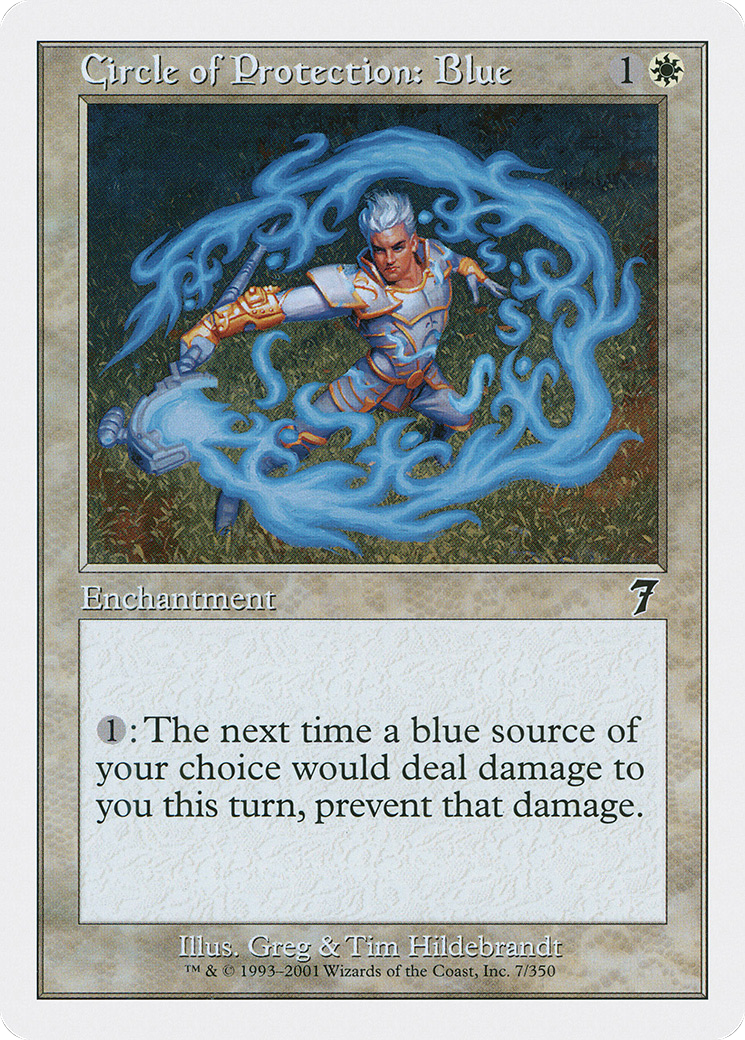 Circle of Protection: Blue 1
Enchantment 7
1: The next time a blue source of
your choice would deal damage to
you this turn, prevent that damage.
Illus. Greg & Tim Hildebrandt
™ & © 1993–2001 Wizards of the Coast, Inc. 7/350